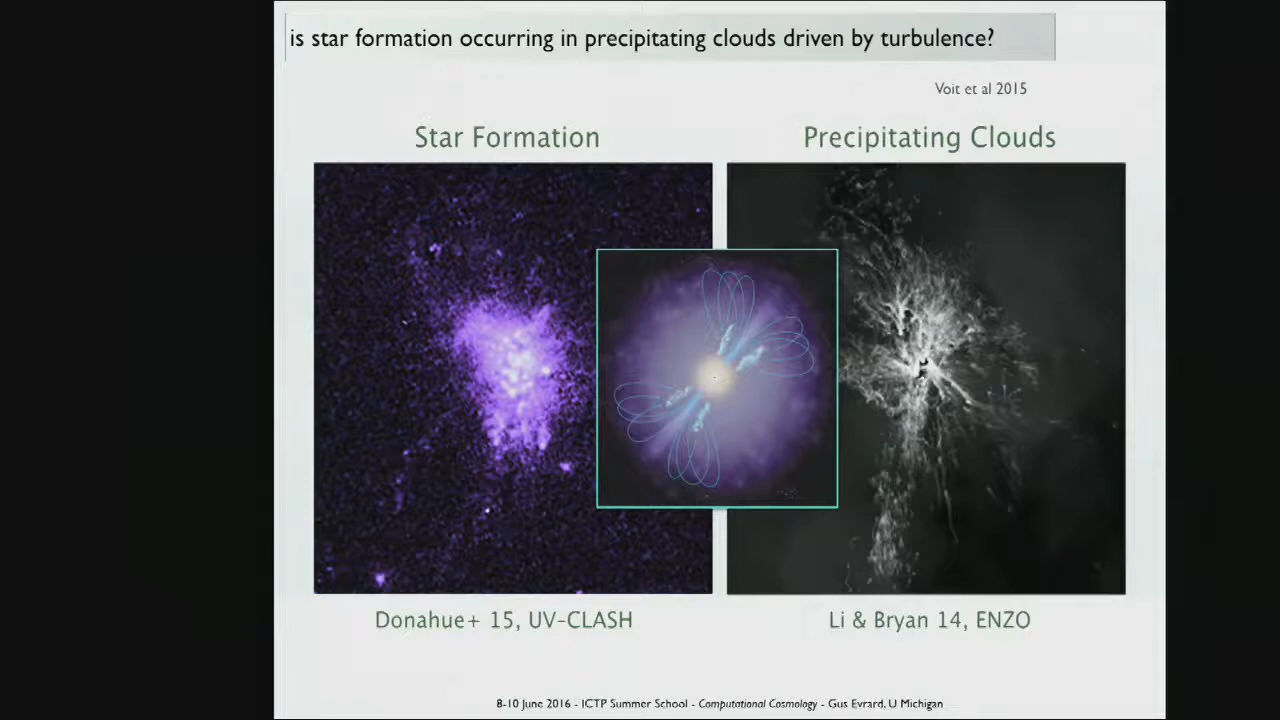 is star formation occurring in precipitating clouds driven by turbulence?
Voit et al 2015
Star Formation
Precipitating Clouds
Donahue+ 15, UV-CLASH
Li & Bryan 14, ENZO
8-10 June 2016 - ICTP Summer School - Computational Cosmology - Gus Evrard, U Michigan